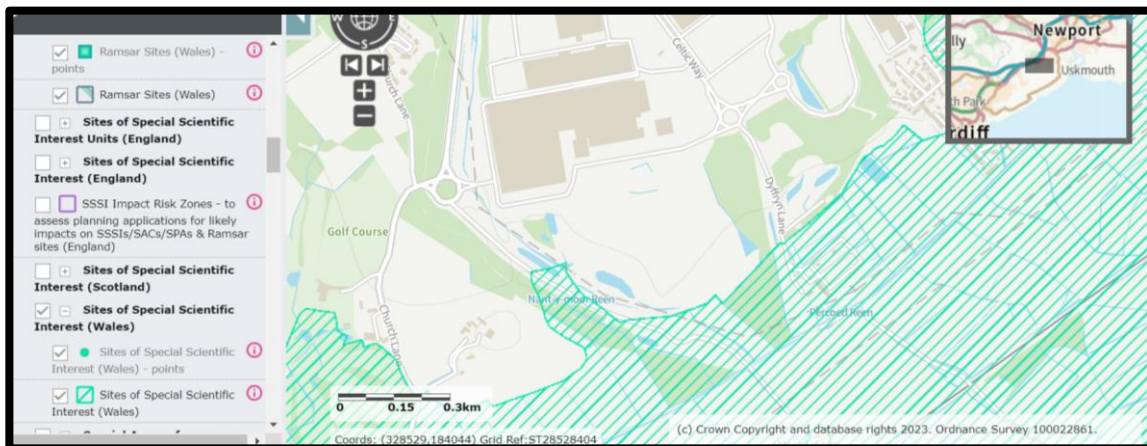 Ramsar Sites (Wales) -
points
Ramsar Sites (Wales)
Sites of Special Scientific
Interest Units (England)
Sites of Special Scientific
Interest (England)
SSSI Impact Risk Zones - to
assess planning applications for likely
impacts on SSSIs/SACs/SPAs & Ramsar
sites (England)
Sites of Special Scientific
Interest (Scotland)
Sites of Special Scientific
Interest (Wales)
Sites of Special Scientific
Interest (Wales) - points
Sites of Special Scientific
Interest (Wales)
W
E
S
Church Lane
Celtic Way
Golf Course
Dyffryn Lane
Nant-y-moor Reen
Percoed Reen
Church Lane
Newport
Uskmouth
lly
th Park
rdiff
0 0.15 0.3km
Coords: (328529,184044) Grid Ref:ST28528404
(c) Crown Copyright and database rights 2023. Ordnance Survey 100022861.